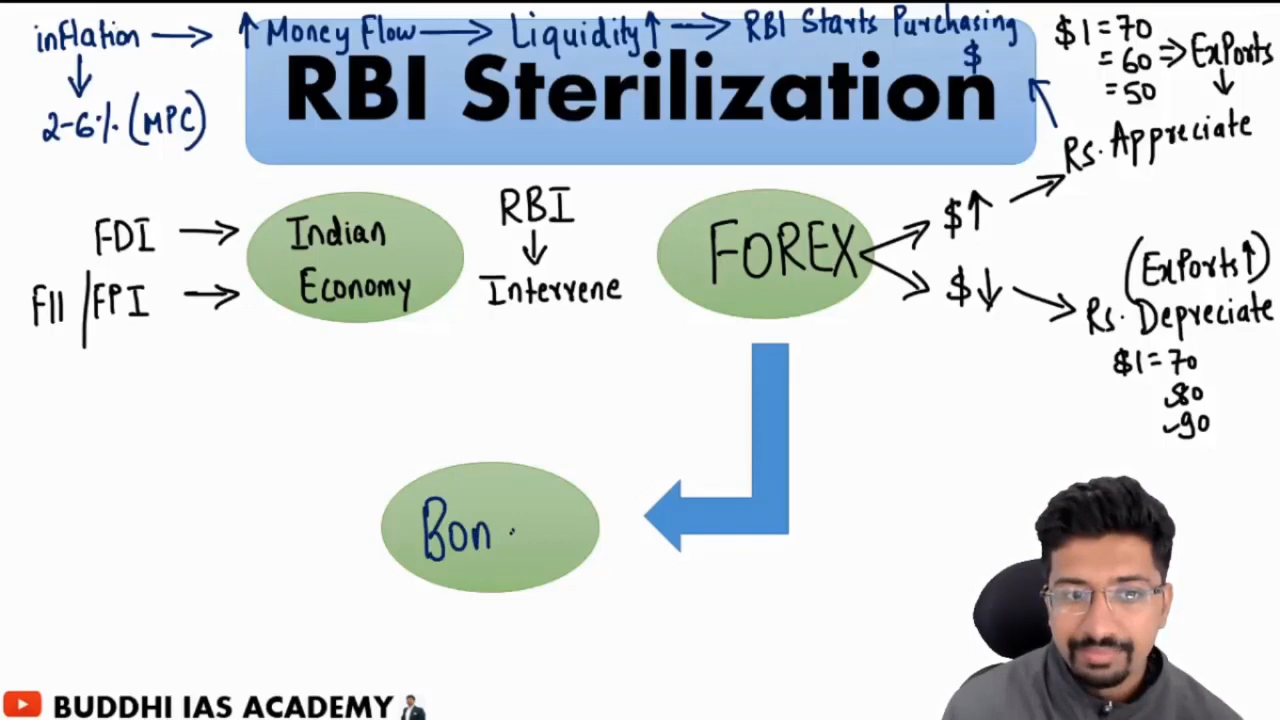 inflation → ↑ Money Flow → Liquidity ↑ → RBI Starts Purchasing $
2-6% (MPC)
RBI Sterilization
$1 = 70
= 60 ⇒ Exports ↓
= 50
Rs. Appreciate
FDI →
FII / FPI →
Indian
Economy
RBI
↓
Intervene
FOREX
$↑
$↓
(Exports↑)
Rs. Depreciate
$1 = 70
80
90
Bon
BUDDHI IAS ACADEMY